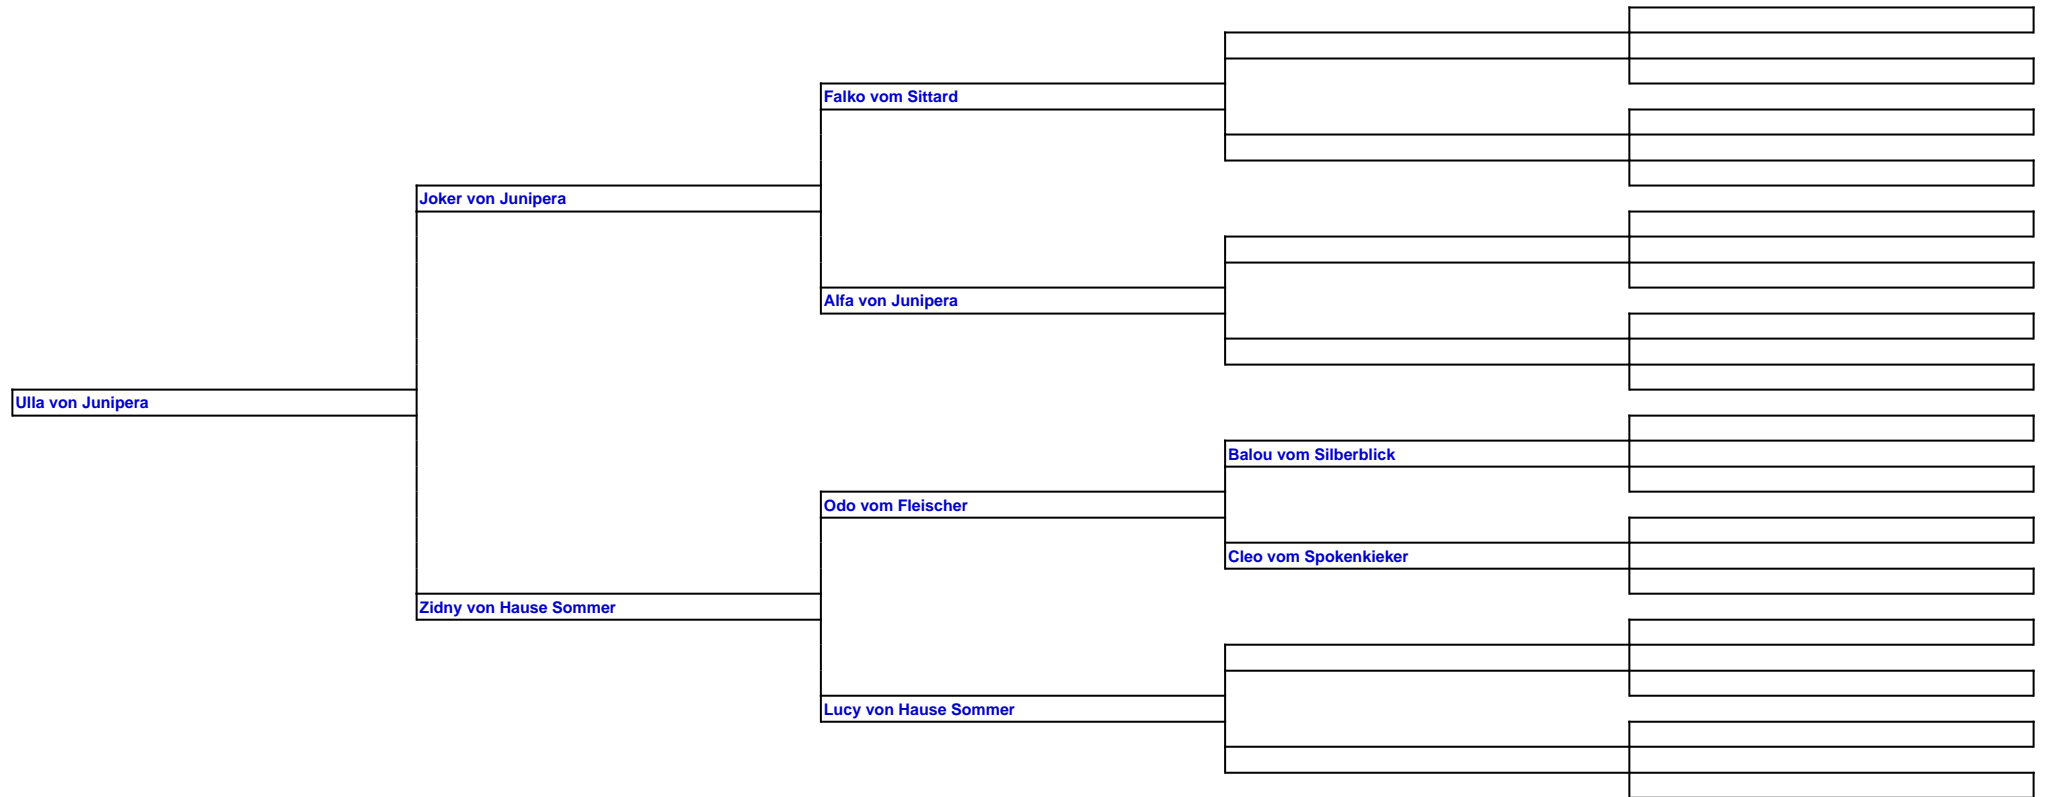 Falko vom Sittard
Joker von Junipera
Alfa von Junipera
Ulla von Junipera
Balou vom Silberblick
Odo vom Fleischer
Cleo vom Spokenkieker
Zidny von Hause Sommer
Lucy von Hause Sommer